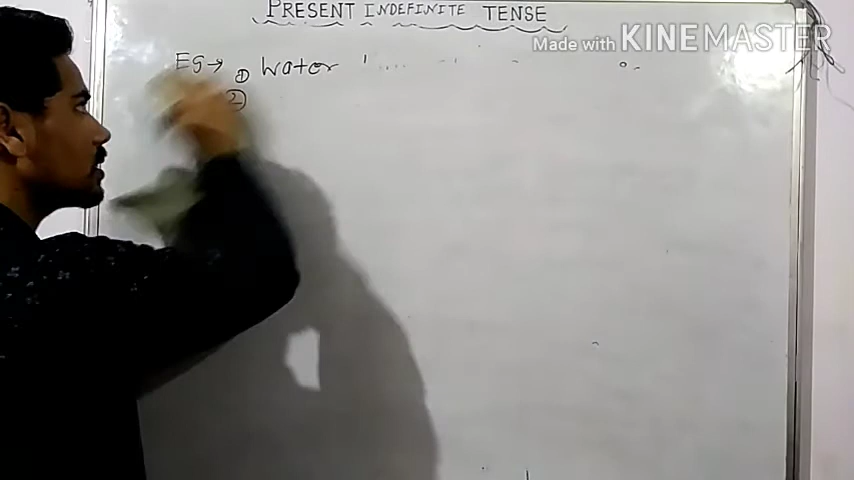 PRESENT INDEFINITE TENSE
Made with KINEMASTER
Eg → ① Water
②